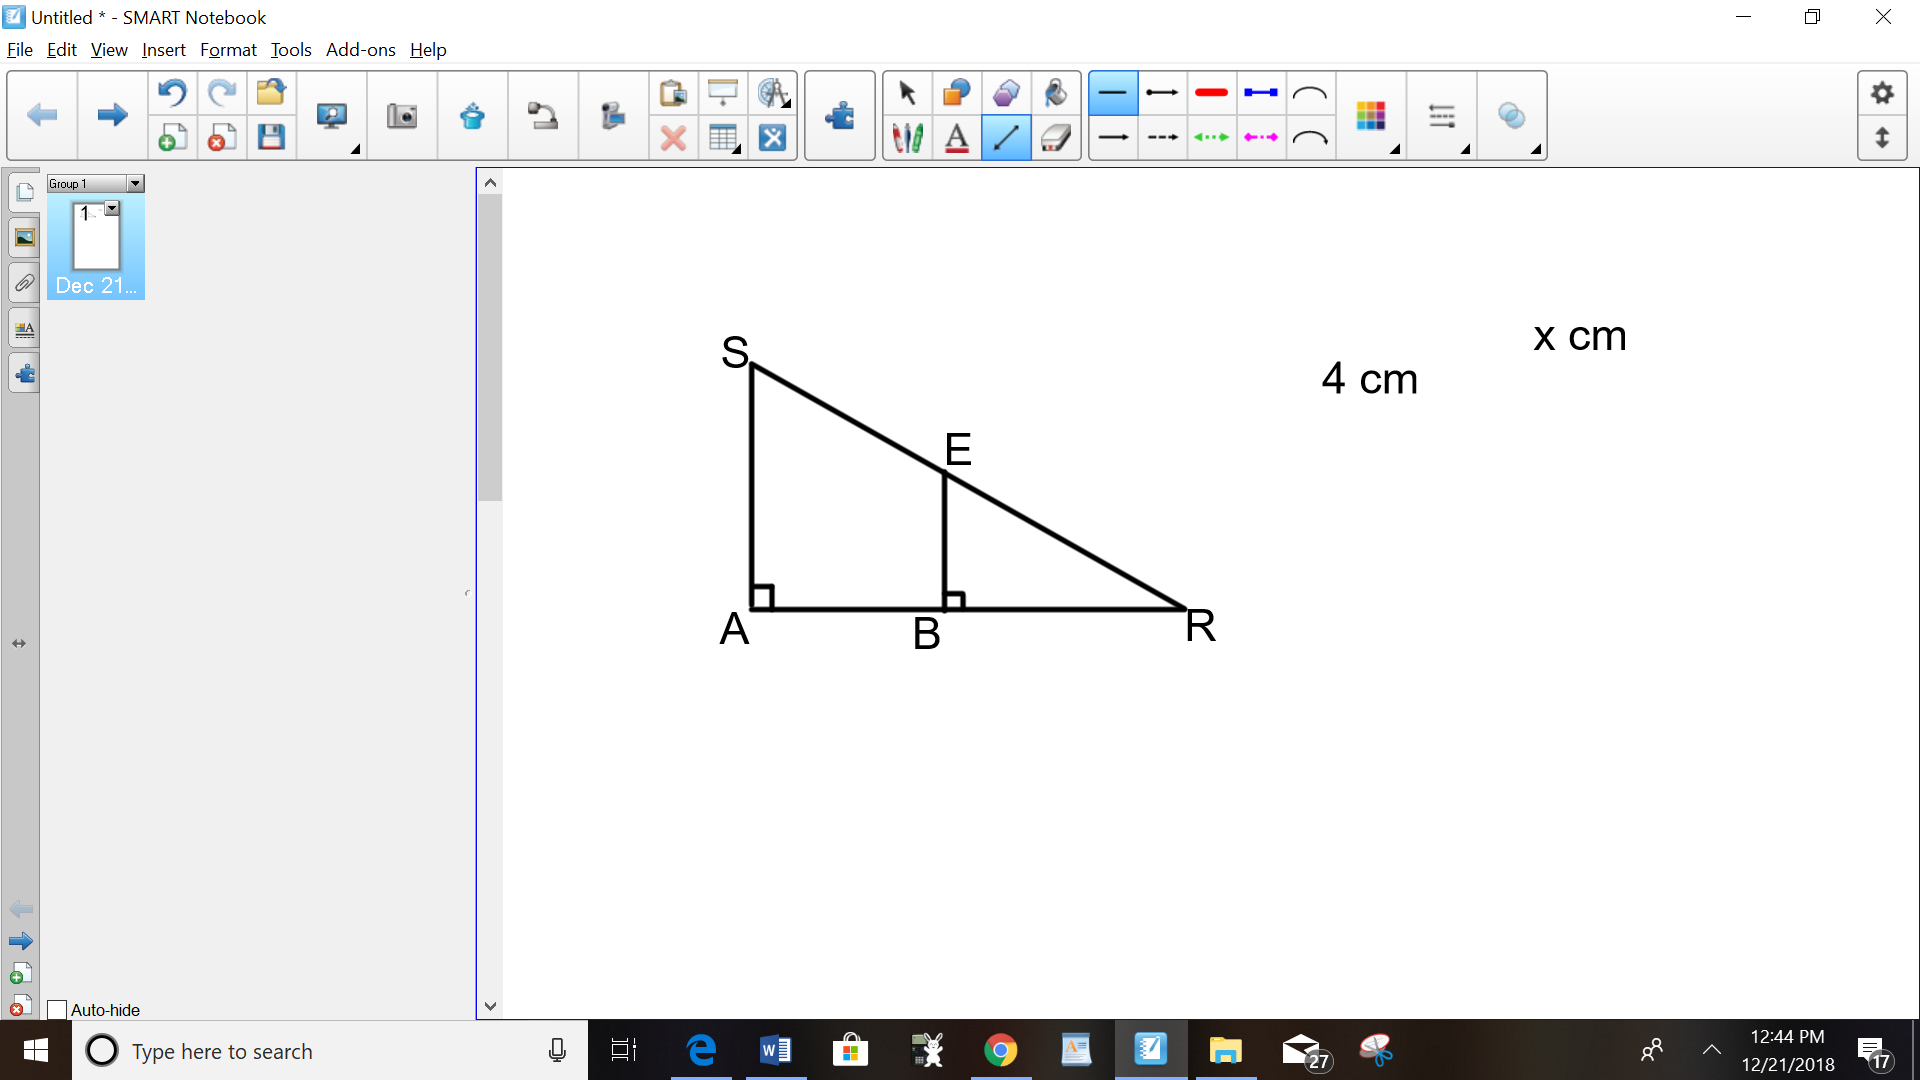 Untitled * - SMART Notebook
File Edit View Insert Format Tools Add-ons Help
Group 1
1
Dec 21...
x cm
4 cm
S
E
A
B
R
Auto-hide
Type here to search
27
12:44 PM
12/21/2018
17